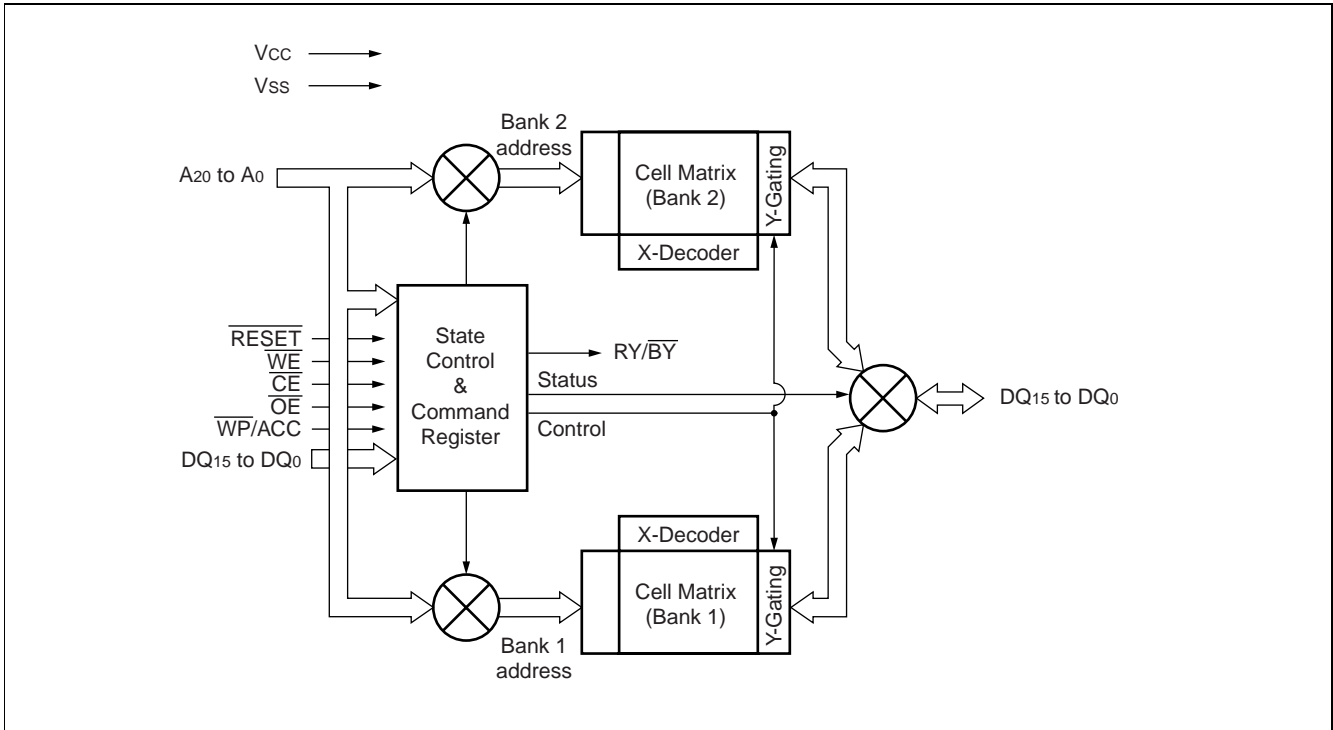 VCC
VSS
Bank 2
address
A20 to A0
Cell Matrix
(Bank 2)
Y-Gating
X-Decoder
RESET
WE
CE
OE
WP/ACC
DQ15 to DQ0
State
Control
&
Command
Register
RY/BY
Status
Control
DQ15 to DQ0
X-Decoder
Cell Matrix
(Bank 1)
Y-Gating
Bank 1
address